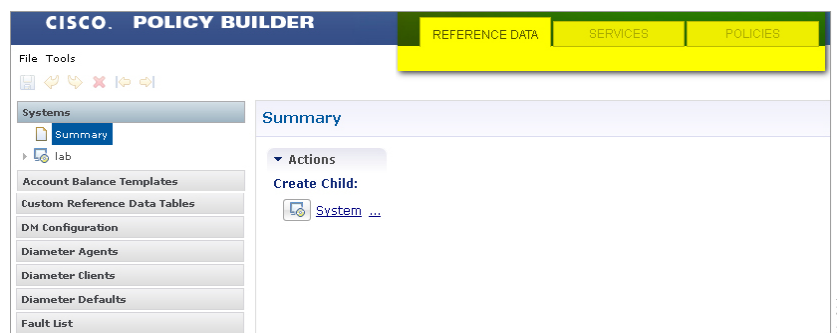 CISCO. POLICY BUILDER
REFERENCE DATA SERVICES POLICIES
File Tools
Systems
Summary
lab
Account Balance Templates
Custom Reference Data Tables
DM Configuration
Diameter Agents
Diameter Clients
Diameter Defaults
Fault List
Summary
Actions
Create Child:
System ...